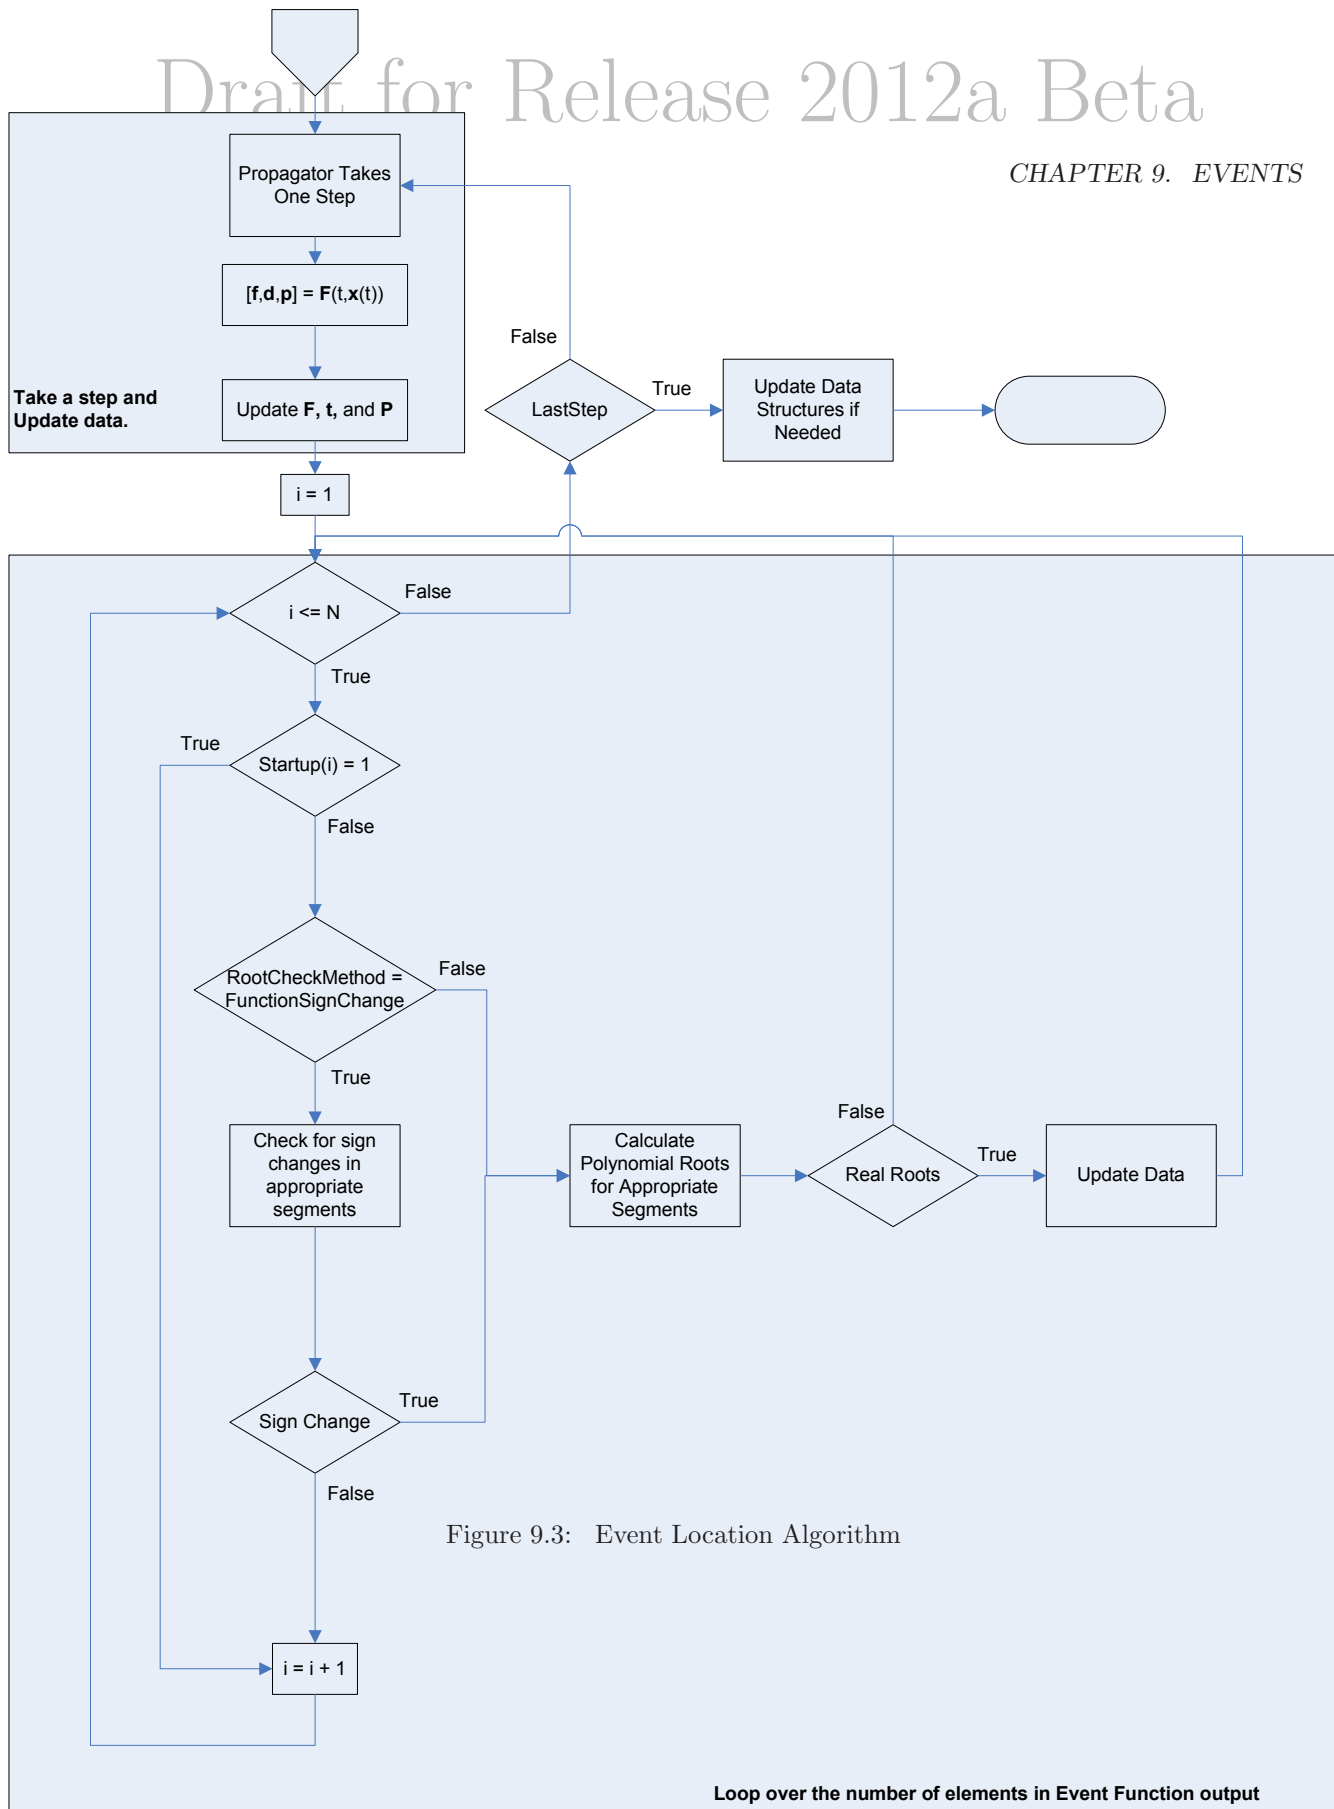 Draft for Release 2012a Beta
CHAPTER 9. EVENTS
Propagator Takes
One Step
[f,d,p] = F(t,x(t))
Take a step and
Update data.
Update F, t, and P
False
LastStep
True
Update Data
Structures if
Needed
i = 1
i <= N
False
True
True
Startup(i) = 1
False
RootCheckMethod =
FunctionSignChange
False
True
Check for sign
changes in
appropriate
segments
Calculate
Polynomial Roots
for Appropriate
Segments
False
Real Roots
True
Update Data
Sign Change
True
False
Figure 9.3: Event Location Algorithm
i = i + 1
Loop over the number of elements in Event Function output